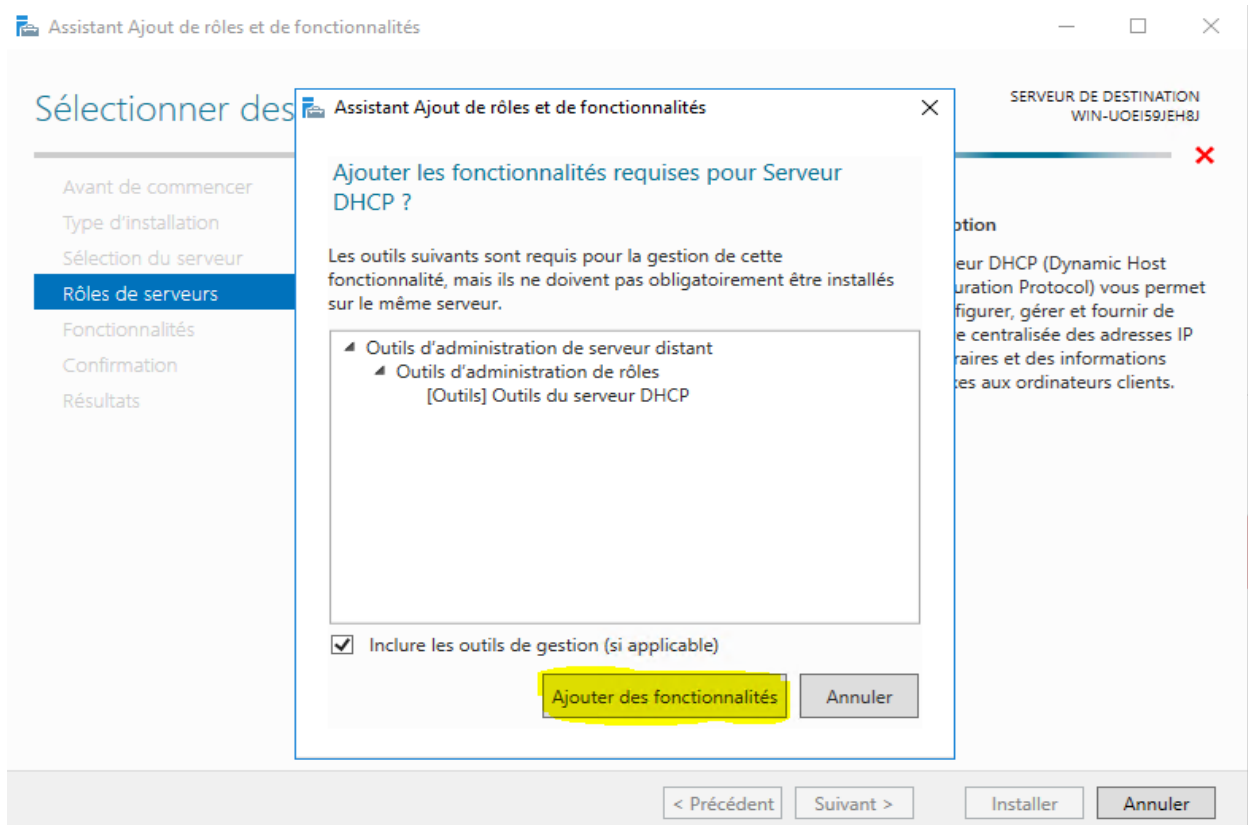 Assistant Ajout de rôles et de fonctionnalités
Sélectionner des
SERVEUR DE DESTINATION
WIN-UOEI59JEH8J
Avant de commencer
Type d'installation
Sélection du serveur
Rôles de serveurs
Fonctionnalités
Confirmation
Résultats
Assistant Ajout de rôles et de fonctionnalités
Ajouter les fonctionnalités requises pour Serveur
DHCP ?
Les outils suivants sont requis pour la gestion de cette
fonctionnalité, mais ils ne doivent pas obligatoirement être installés
sur le même serveur.
Outils d'administration de serveur distant
Outils d'administration de rôles
[Outils] Outils du serveur DHCP
Inclure les outils de gestion (si applicable)
Ajouter des fonctionnalités
Annuler
ption
eur DHCP (Dynamic Host
uration Protocol) vous permet
figurer, gérer et fournir de
e centralisée des adresses IP
raires et des informations
es aux ordinateurs clients.
< Précédent
Suivant >
Installer
Annuler